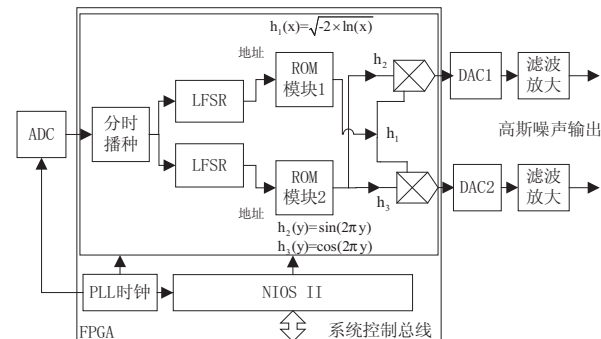 h₁(x)=√-2×ln(x)
地址
ROM
模块1
h₂
DAC1
滤波
放大
LFSR
ADC
分时
播种
h₁
高斯噪声输出
LFSR
ROM
模块2
地址
h₃
DAC2
滤波
放大
h₂(y)=sin(2πy)
h₃(y)=cos(2πy)
PLL时钟
NIOS II
FPGA
系统控制总线